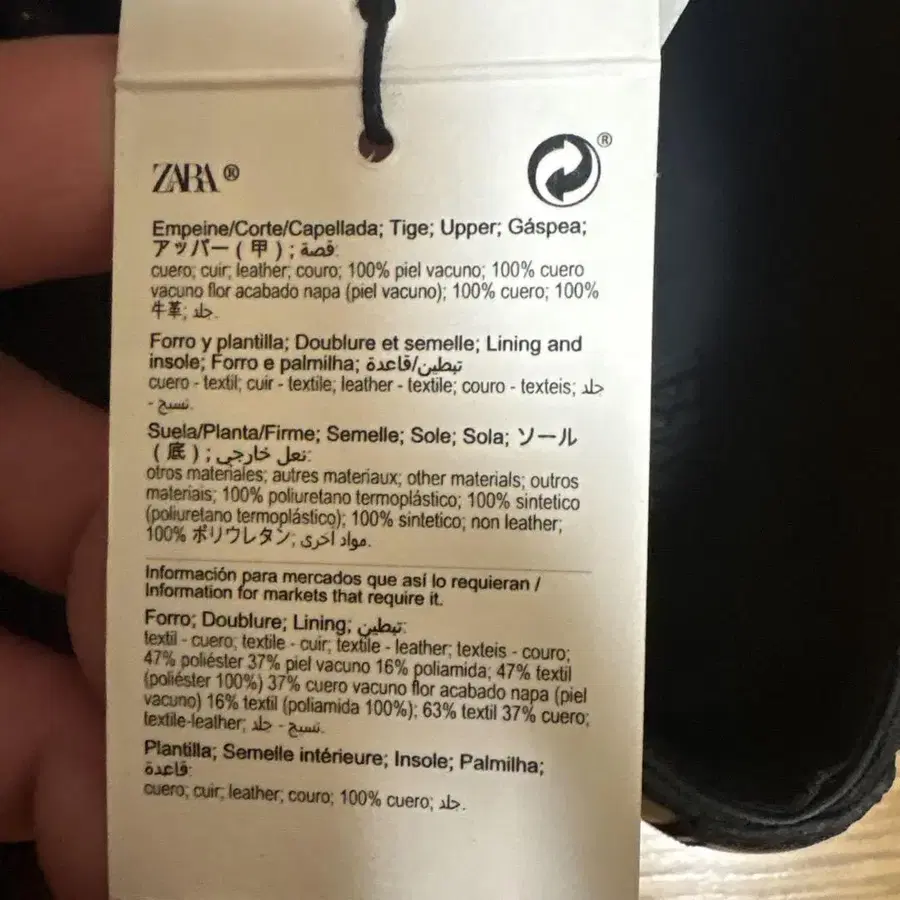 ZARA®
®
Empeine/Corte/Capellada; Tige; Upper; Gáspea;
アッパー ( 甲 ) ; قصة:
cuero; cuir; leather; couro; 100% piel vacuno; 100% cuero
vacuno flor acabado napa (piel vacuno); 100% cuero; 100%
牛革; جلد.
Forro y plantilla; Doublure et semelle; Lining and
insole; Forro e palmilha; تبطين/قاعدة
cuero - textil; cuir - textile; leather - textile; couro - texteis; جلد
- نسيج.
Suela/Planta/Firme; Semelle; Sole; Sola; ソール
( 底 ) ; نعل خارجي:
otros materiales; autres materiaux; other materials; outros
materiais; 100% poliuretano termoplástico; 100% sintetico
(poliuretano termoplástico); 100% sintetico; non leather;
100% ポリウレタン; مواد اخرى.
Información para mercados que así lo requieran /
Information for markets that require it.
Forro; Doublure; Lining; تبطين:
textil - cuero; textile - cuir; textile - leather; texteis - couro;
47% poliéster 37% piel vacuno 16% poliamida; 47% textil
(poliéster 100%) 37% cuero vacuno flor acabado napa (piel
vacuno) 16% textil (poliamida 100%); 63% textil 37% cuero;
textile-leather; نسيج - جلد.
Plantilla; Semelle intérieure; Insole; Palmilha;
قاعدة:
cuero; cuir; leather; couro; 100% cuero; جلد.